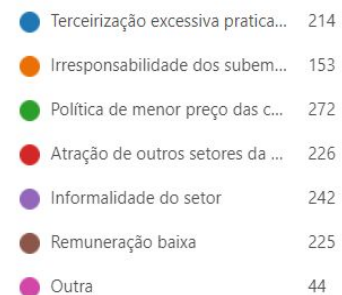 Terceirização excessiva pratica... 214
Irresponsabilidade dos subem... 153
Política de menor preço das c... 272
Atração de outros setores da ... 226
Informalidade do setor 242
Remuneração baixa 225
Outra 44